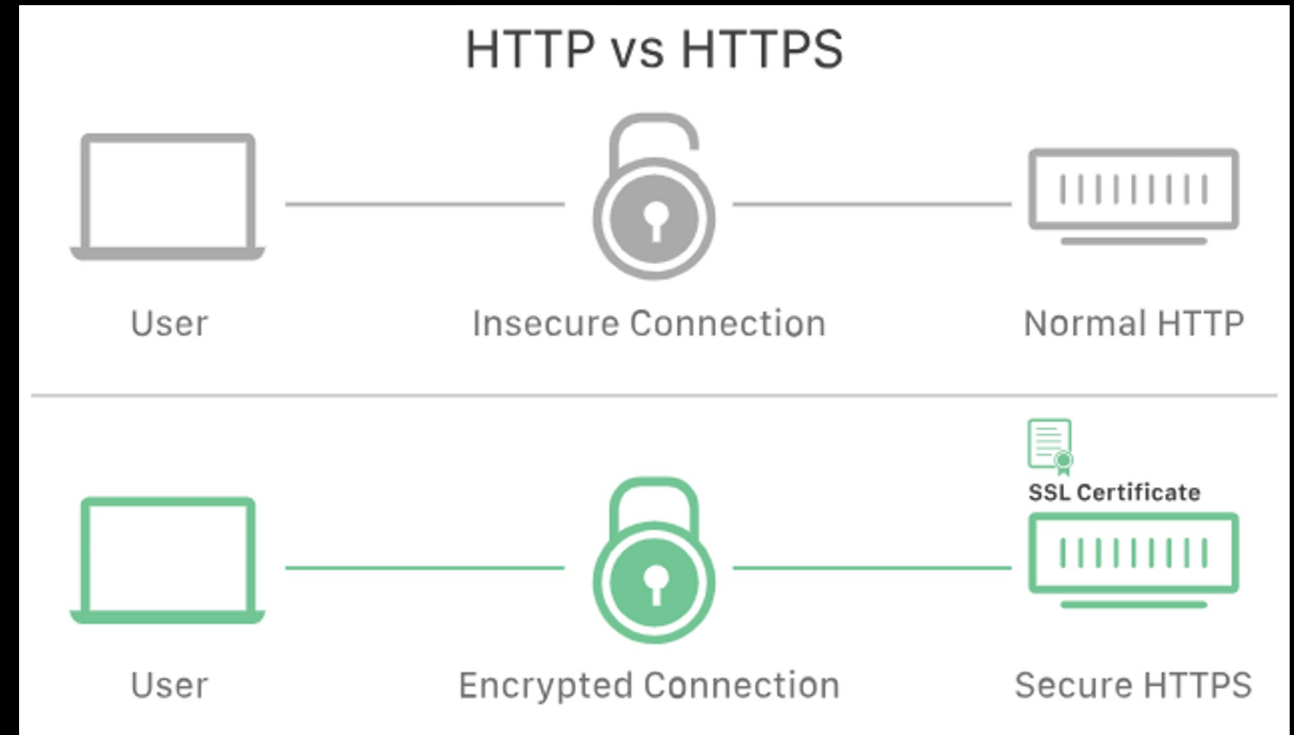 HTTP vs HTTPS
User
Insecure Connection
Normal HTTP
SSL Certificate
User
Encrypted Connection
Secure HTTPS